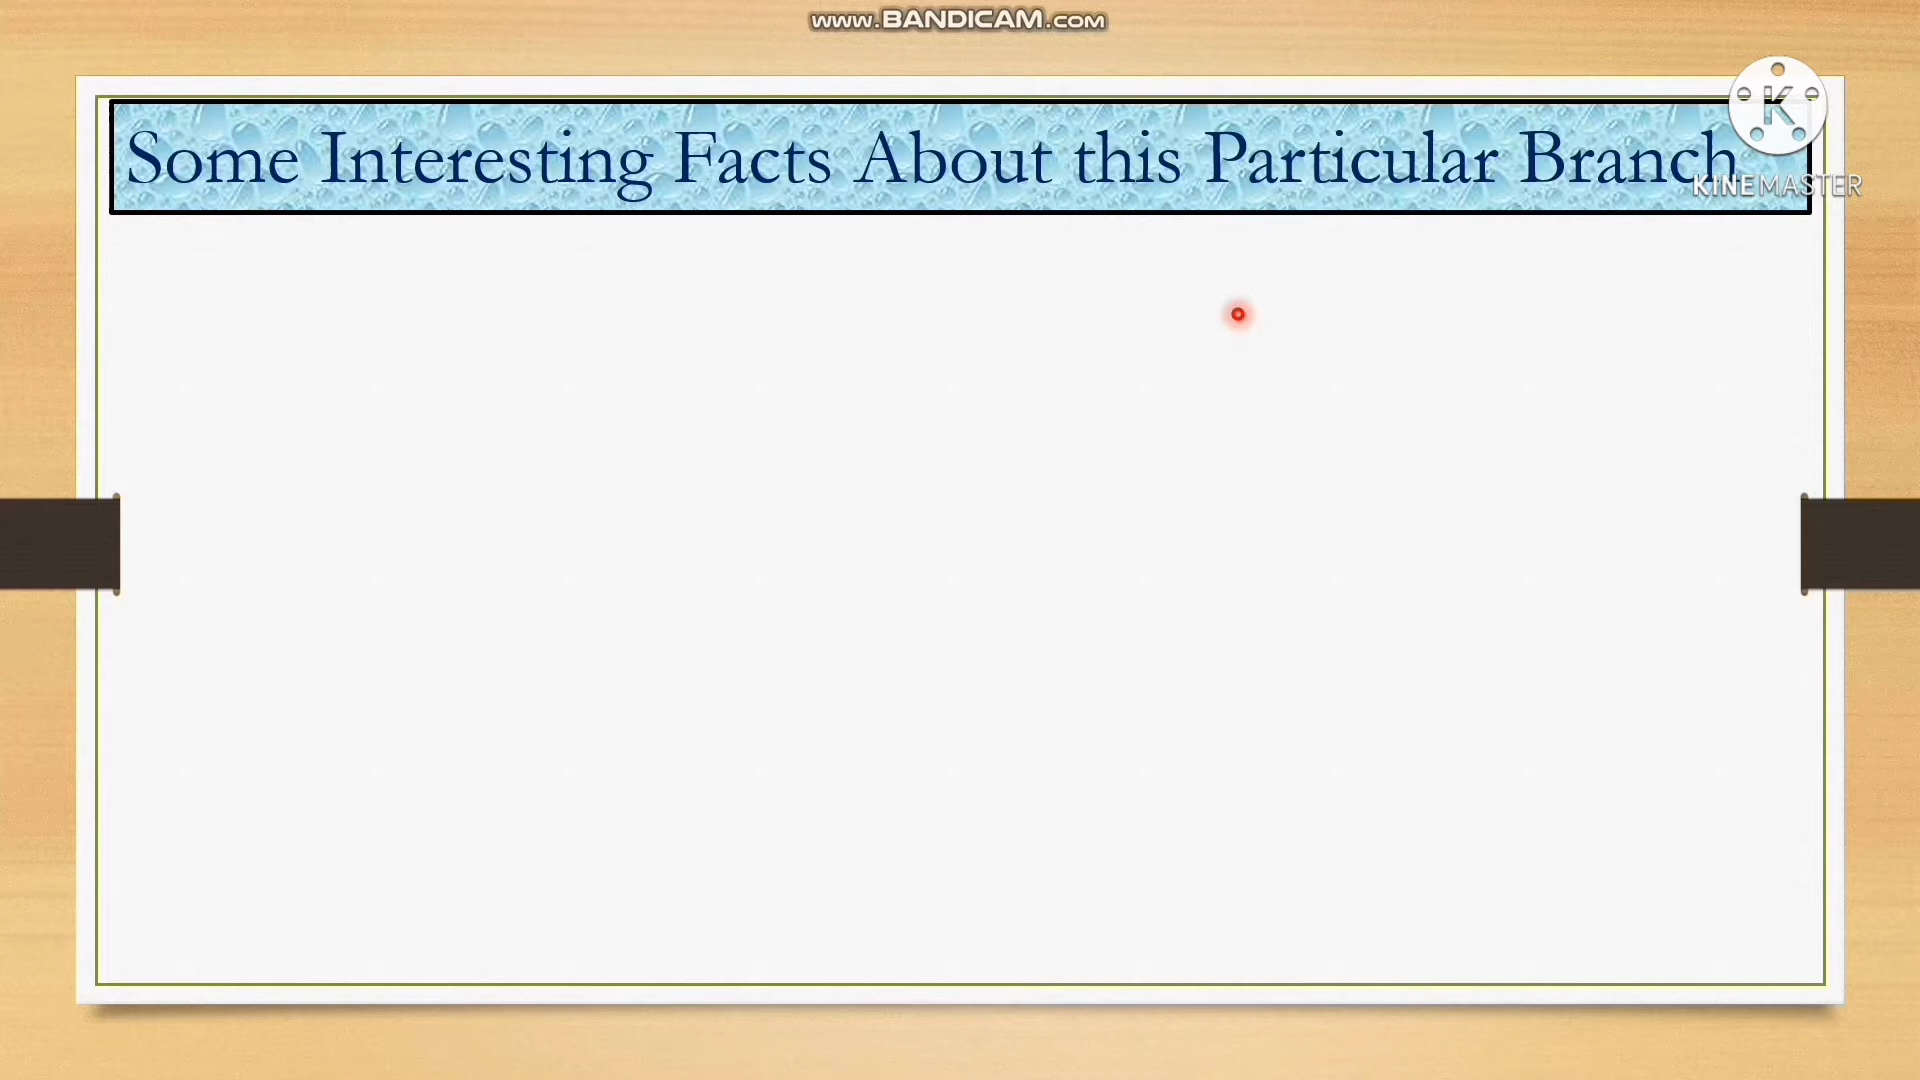 www.BANDICAM.com
Some Interesting Facts About this Particular Branch
K
KINEMASTER